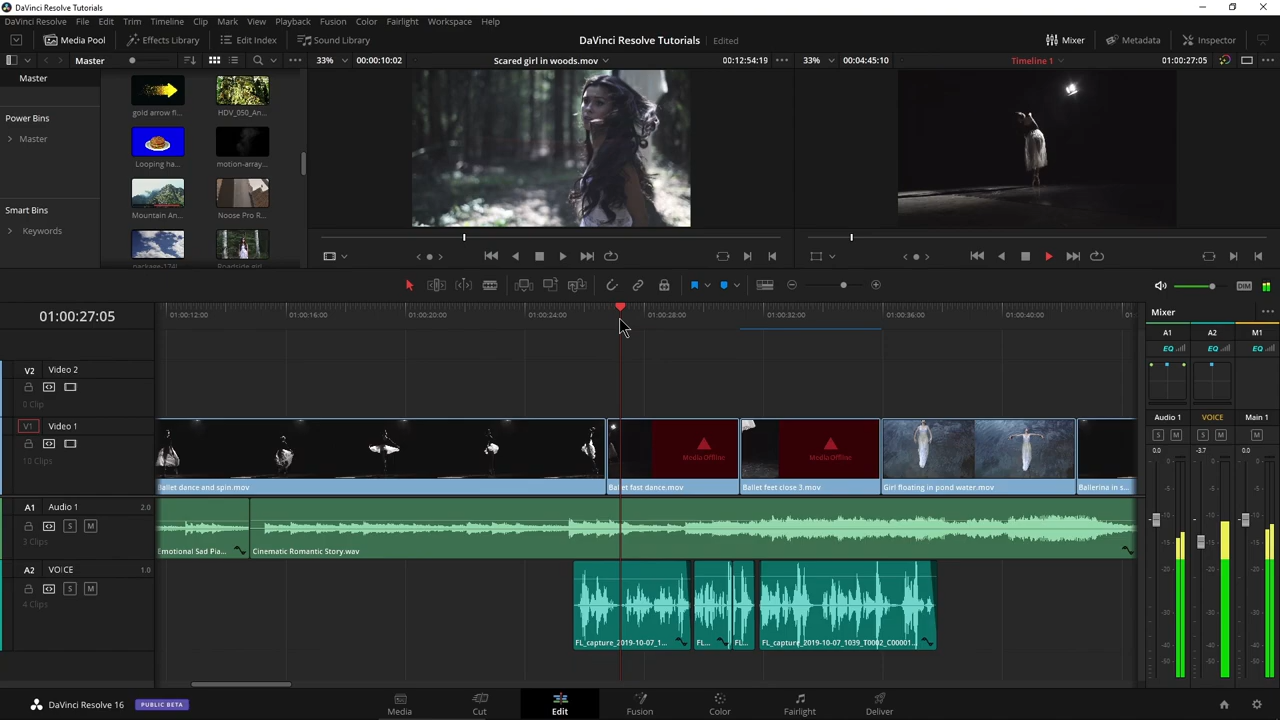 DaVinci Resolve Tutorials
DaVinci Resolve File Edit Trim Timeline Clip Mark View Playback Fusion Color Fairlight Workspace Help
Media Pool Effects Library Edit Index Sound Library DaVinci Resolve Tutorials Edited Mixer Metadata Inspector
Master 33% 00:00:10:02 Scared girl in woods.mov 00:12:54:19 33% 00:04:45:10 Timeline 1 01:00:27:05
Master
Power Bins
Master
Smart Bins
Keywords
gold arrow fl... HDV_050_An...
Looping ha... motion-array...
Mountain An... Noose Pro R...
DIM
01:00:27:05
01:00:12:00 01:00:16:00 01:00:20:00 01:00:24:00 01:00:28:00 01:00:32:00 01:00:36:00 01:00:40:00
V2 Video 2
0 Clip
V1 V1 Video 1
10 Clips
Media Offline Media Offline
Ballet dance and spin.mov Ballet fast dance.mov Ballet feet close 3.mov Girl floating in pond water.mov Ballerina in s...
A1 Audio 1 2.0
S M
3 Clips
Emotional Sad Pia... Cinematic Romantic Story.wav
A2 VOICE 1.0
S M
4 Clips
FL_capture_2019-10-07_1... FL... FL... FL_capture_2019-10-07_1039_T0002_C00001...
Mixer
A1 A2 M1
EQ EQ EQ
Audio 1 VOICE Main 1
S M S M M
0.0 -3.7 0.0
DaVinci Resolve 16 PUBLIC BETA
Media Cut Edit Fusion Color Fairlight Deliver